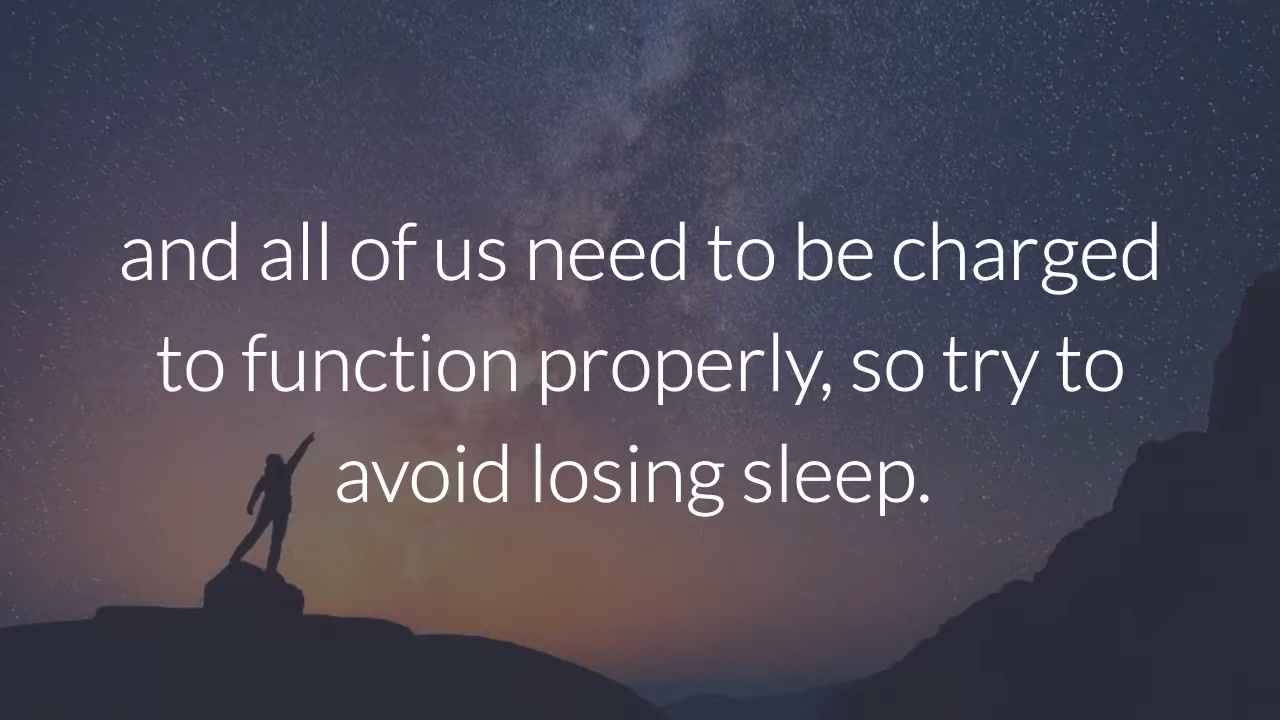 and all of us need to be charged
to function properly, so try to
avoid losing sleep.